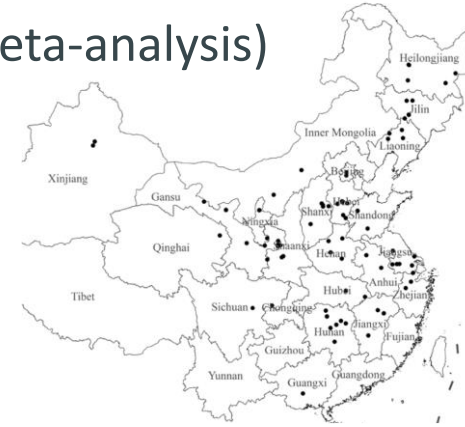 eta-analysis)
Heilongjiang
Jilin
Inner Mongolia
Liaoning
Beijing
Xinjiang
Gansu
Hebei
Ningxia
Shanxi
Shandong
Shaanxi
Qinghai
Henan
Jiangsu
Tibet
Anhui
Hubei
Zhejiang
Sichuan
Chongqing
Hunan
Jiangxi
Guizhou
Fujian
Yunnan
Guangxi
Guangdong